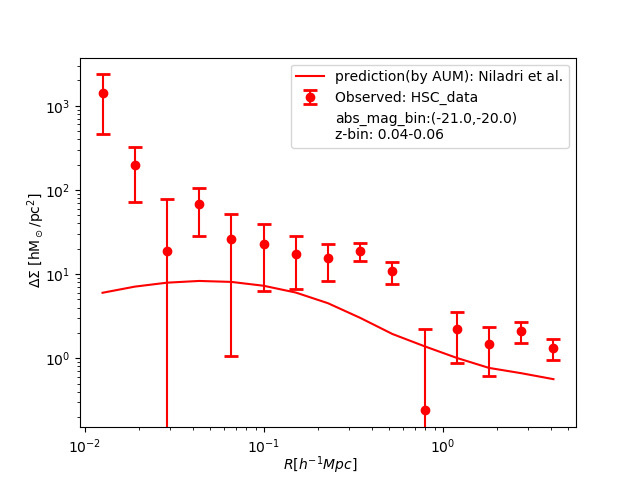 prediction(by AUM): Niladri et al.
Observed: HSC_data
abs_mag_bin:(-21.0,-20.0)
z-bin: 0.04-0.06
10³
10²
10¹
10⁰
ΔΣ [hM⊙/pc²]
10⁻² 10⁻¹ 10⁰
R[h⁻¹Mpc]